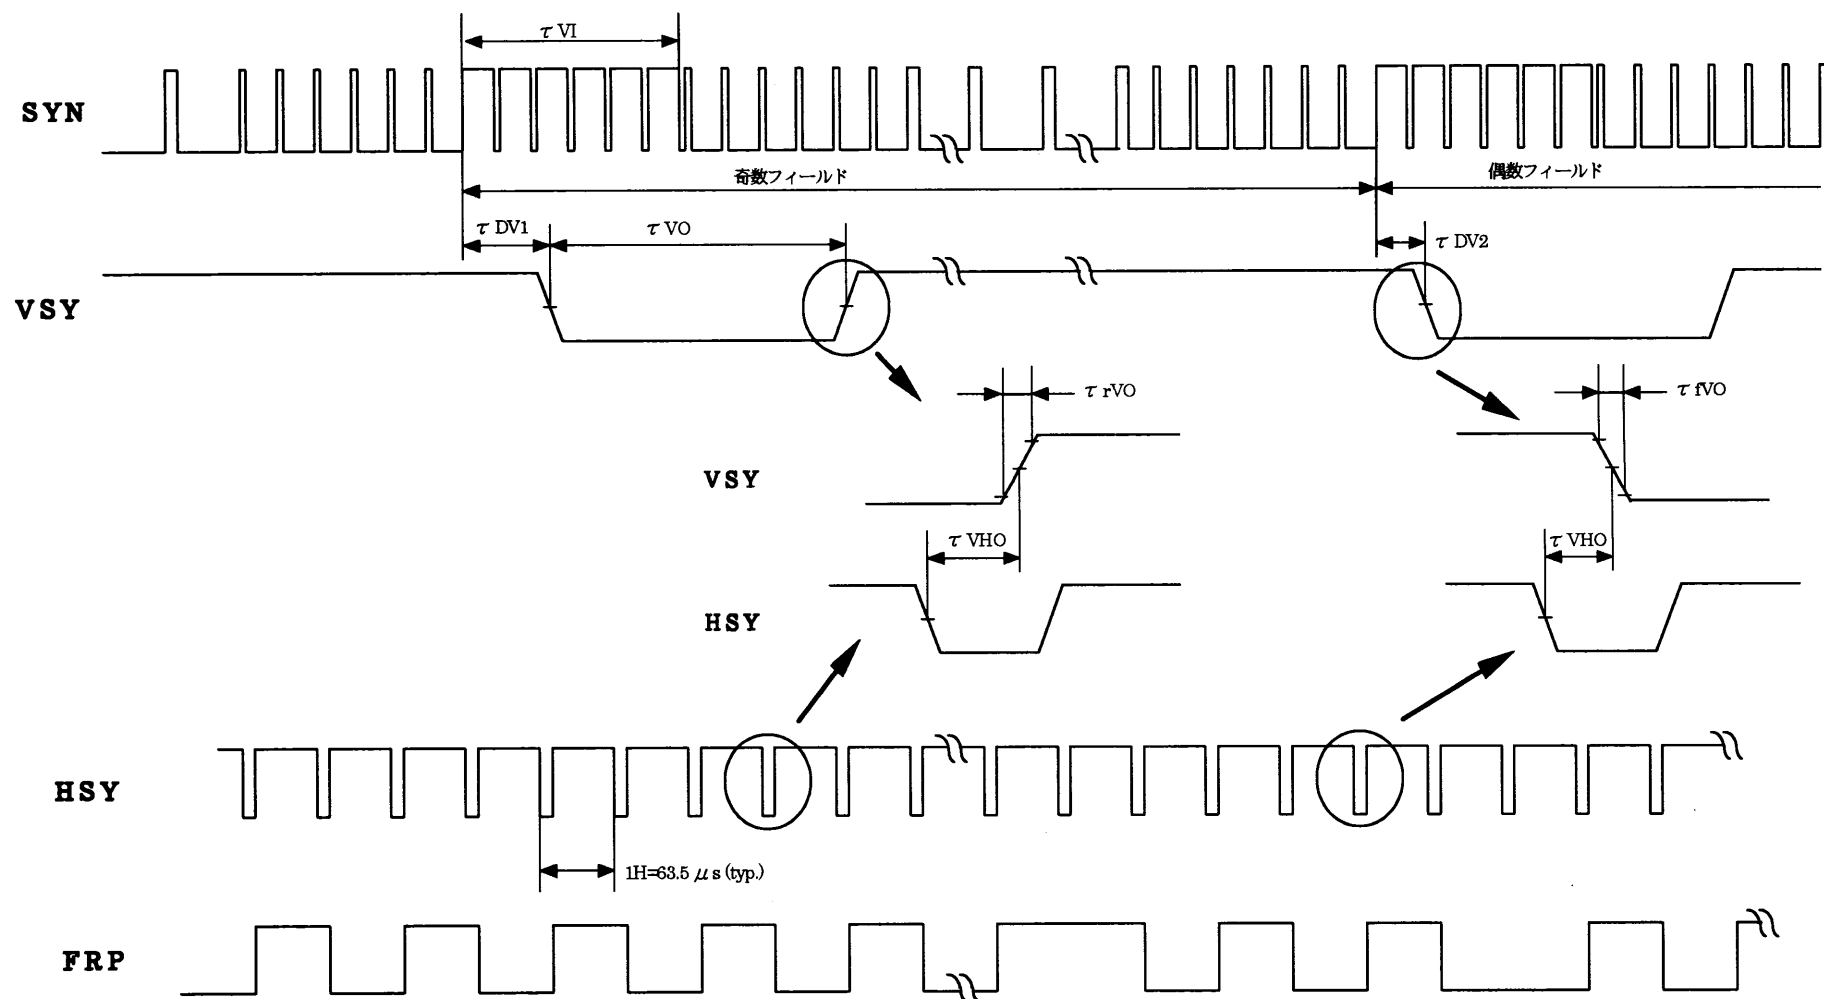 τ VI
SYN
奇数フィールド
偶数フィールド
τ DV1
τ VO
τ DV2
VSY
τ rVO
τ fVO
VSY
τ VHO
τ VHO
HSY
HSY
1H=63.5 μs (typ.)
FRP